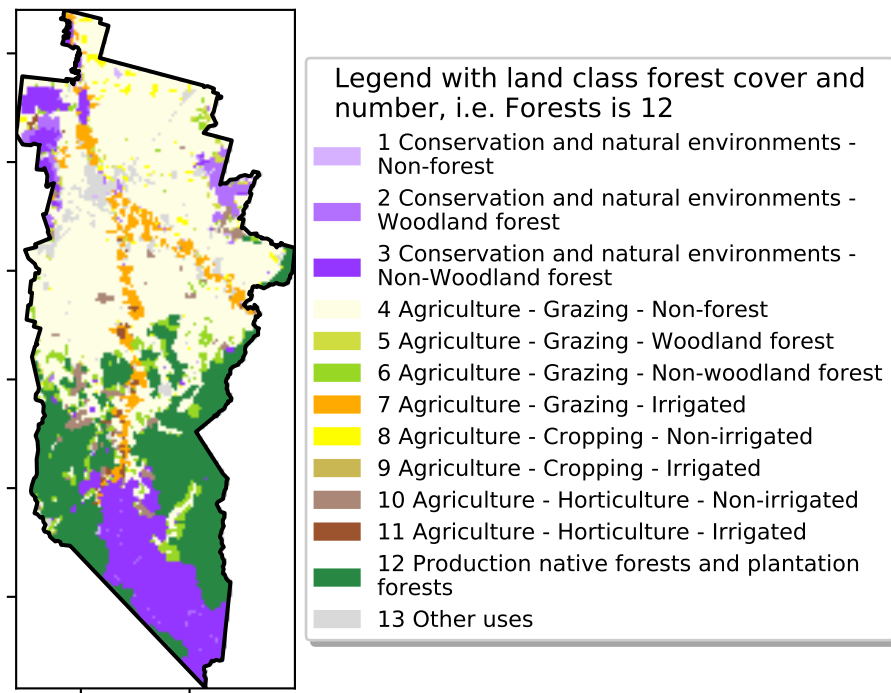 Legend with land class forest cover and
number, i.e. Forests is 12
1 Conservation and natural environments -
Non-forest
2 Conservation and natural environments -
Woodland forest
3 Conservation and natural environments -
Non-Woodland forest
4 Agriculture - Grazing - Non-forest
5 Agriculture - Grazing - Woodland forest
6 Agriculture - Grazing - Non-woodland forest
7 Agriculture - Grazing - Irrigated
8 Agriculture - Cropping - Non-irrigated
9 Agriculture - Cropping - Irrigated
10 Agriculture - Horticulture - Non-irrigated
11 Agriculture - Horticulture - Irrigated
12 Production native forests and plantation
forests
13 Other uses